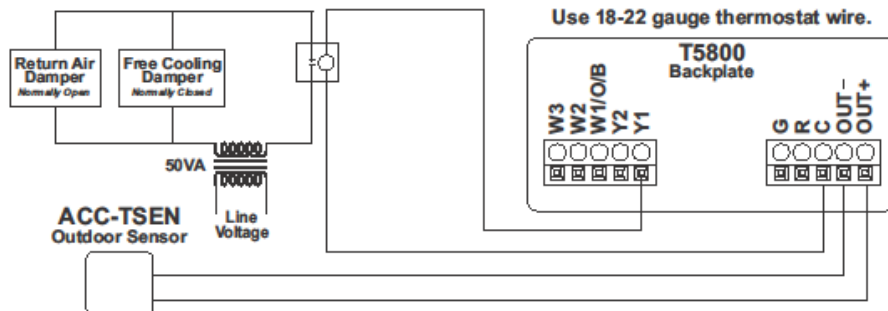 Use 18-22 gauge thermostat wire.
Return Air
Damper
Normally Open
Free Cooling
Damper
Normally Closed
T5800
Backplate
W3
W2
W1/O/B
Y2
Y1
G
R
C
OUT-
OUT+
50VA
Line
Voltage
ACC-TSEN
Outdoor Sensor